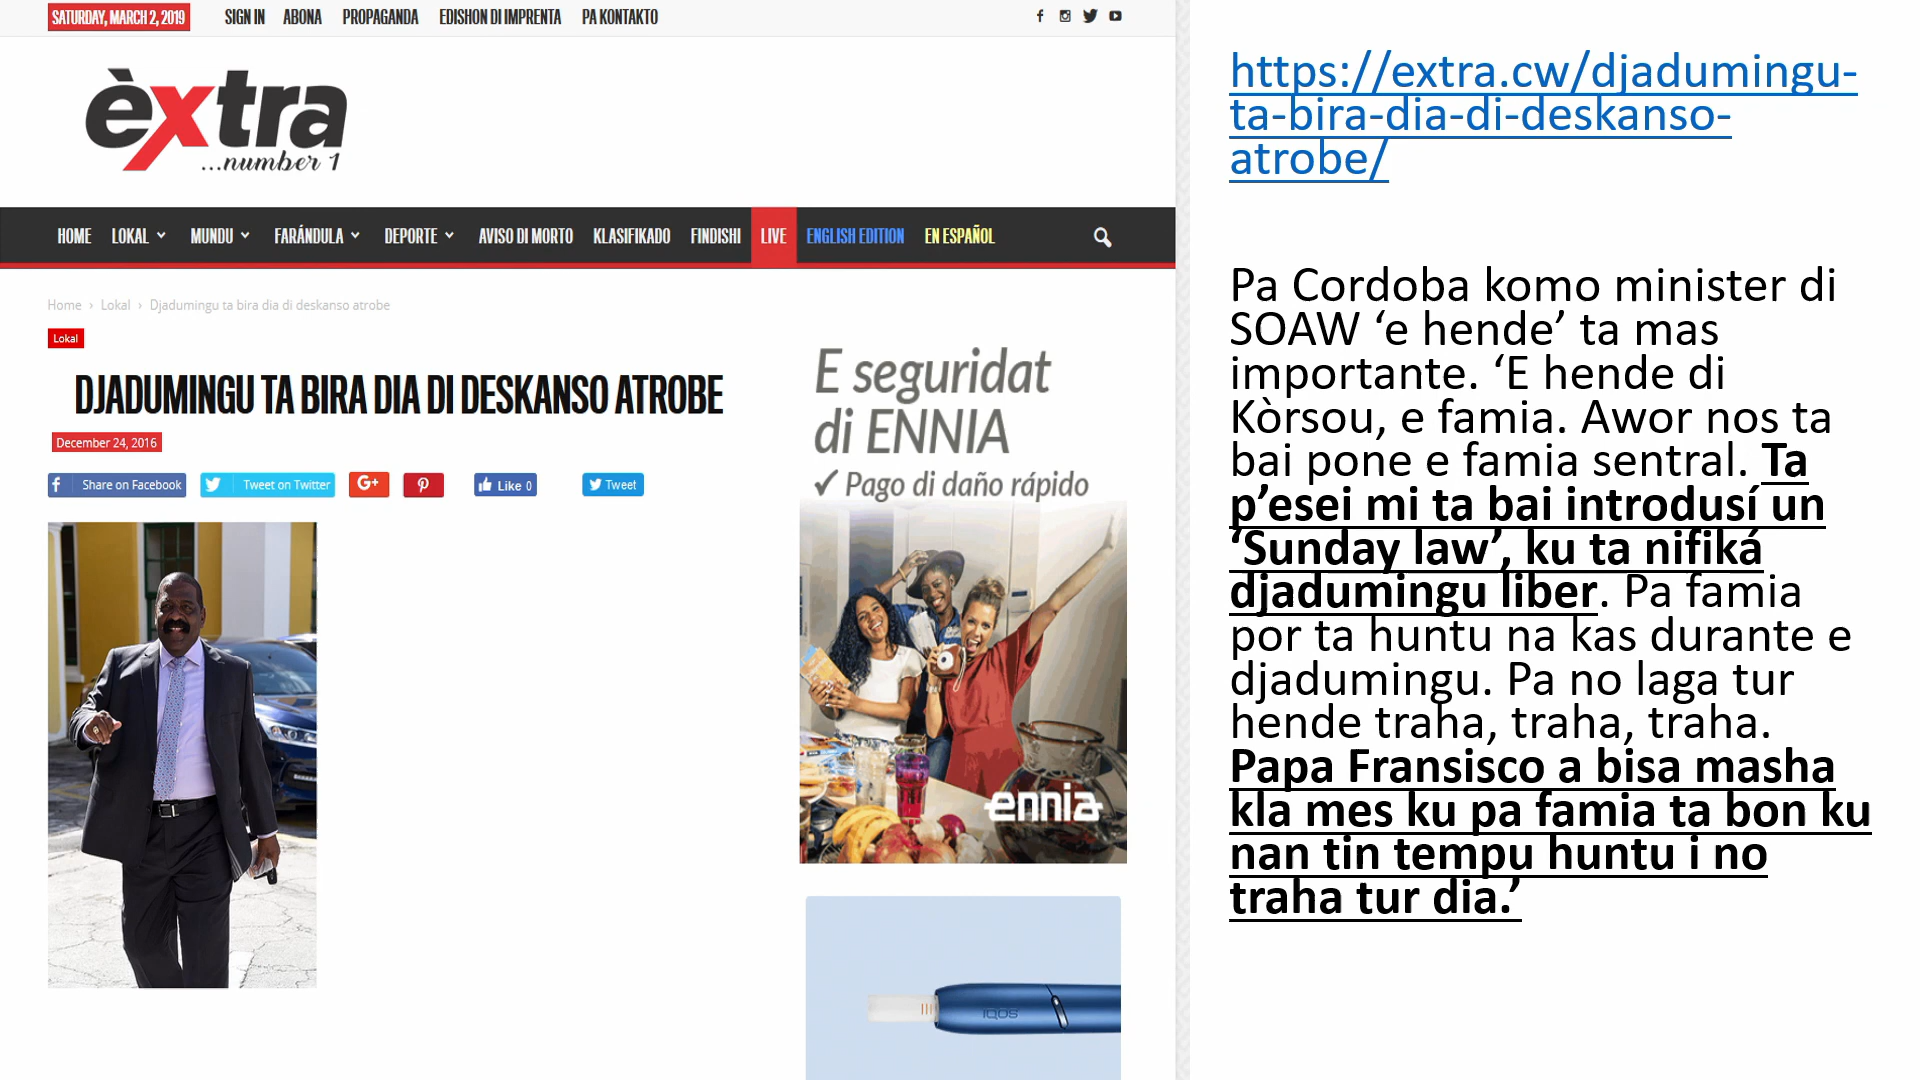 SATURDAY, MARCH 2, 2019
SIGN IN
ABONA
PROPAGANDA
EDISHON DI IMPRENTA
PA KONTAKTO
èxtra
...number 1
HOME
LOKAL
MUNDU
FARÁNDULA
DEPORTE
AVISO DI MORTO
KLASIFIKADO
FINDISHI
LIVE
ENGLISH EDITION
EN ESPAÑOL
Home › Lokal › Djadumingu ta bira dia di deskanso atrobe
Lokal
DJADUMINGU TA BIRA DIA DI DESKANSO ATROBE
December 24, 2016
Share on Facebook
Tweet on Twitter
G+
Like 0
Tweet
E seguridat
di ENNIA
✓ Pago di daño rápido
ennia
IQOS
https://extra.cw/djadumingu-
ta-bira-dia-di-deskanso-
atrobe/
Pa Cordoba komo minister di
SOAW ‘e hende’ ta mas
importante. ‘E hende di
Kòrsou, e famia. Awor nos ta
bai pone e famia sentral. Ta
p’esei mi ta bai introdusí un
‘Sunday law’, ku ta nifiká
djadumingu liber. Pa famia
por ta huntu na kas durante e
djadumingu. Pa no laga tur
hende traha, traha, traha.
Papa Fransisco a bisa masha
kla mes ku pa famia ta bon ku
nan tin tempu huntu i no
traha tur dia.’